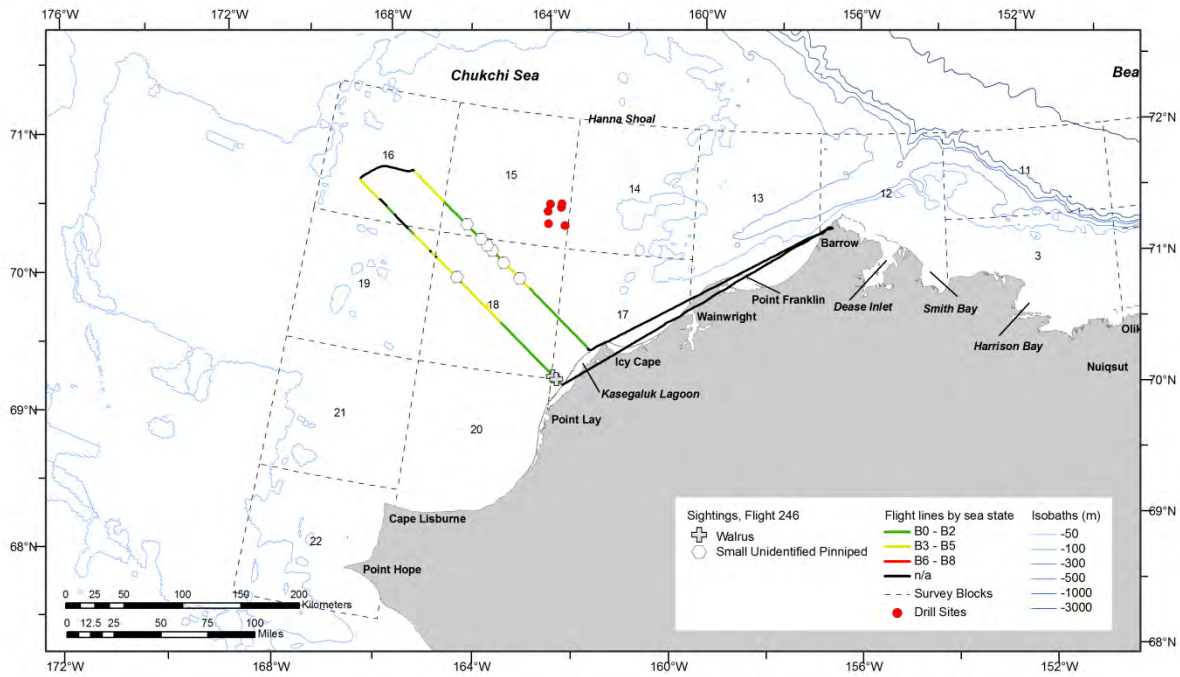 176°W 168°W 166°W 164°W 162°W 160°W 158°W 156°W 154°W 152°W
Chukchi Sea
Bea
71°N
Hanna Shoal
72°N
16
15
14
13
12
11
Barrow
71°N
3
70°N
19
18
17
Point Franklin
Dease Inlet
Smith Bay
Wainwright
Harrison Bay
Olik
Icy Cape
Nuiqsut
Kasegaluk Lagoon
70°N
69°N
21
20
Point Lay
Cape Lisburne
69°N
68°N
22
Point Hope
68°N
0 25 50 100 150 200
Kilometers
0 12.5 25 50 75 100
Miles
Sightings, Flight 246
Walrus
Small Unidentified Pinniped
Flight lines by sea state
B0 - B2
B3 - B5
B6 - B8
n/a
Survey Blocks
Drill Sites
Isobaths (m)
-50
-100
-300
-500
-1000
-3000
172°W 168°W 164°W 160°W 156°W 152°W